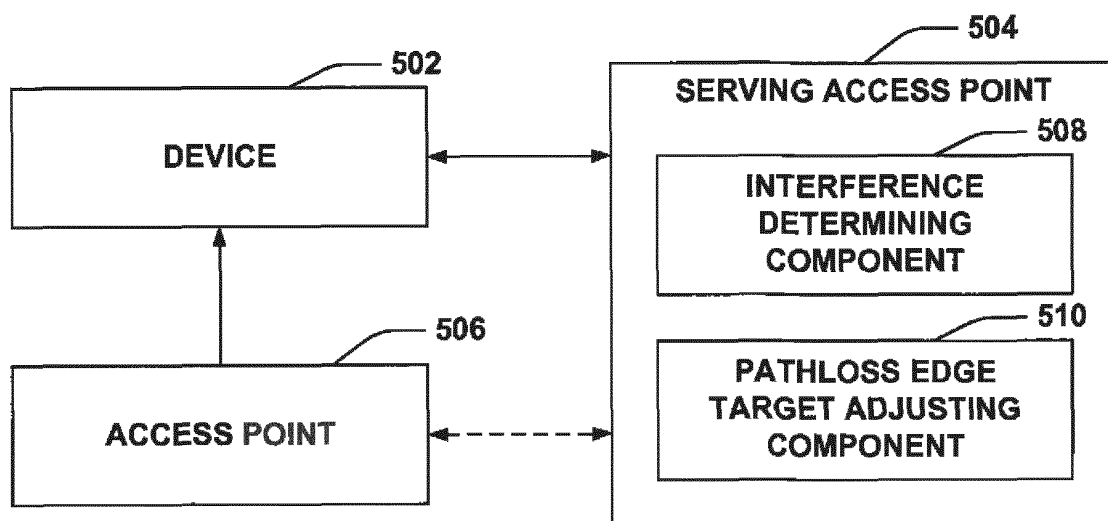 502
DEVICE
504
SERVING ACCESS POINT
508
INTERFERENCE
DETERMINING
COMPONENT
506
ACCESS POINT
510
PATHLOSS EDGE
TARGET ADJUSTING
COMPONENT